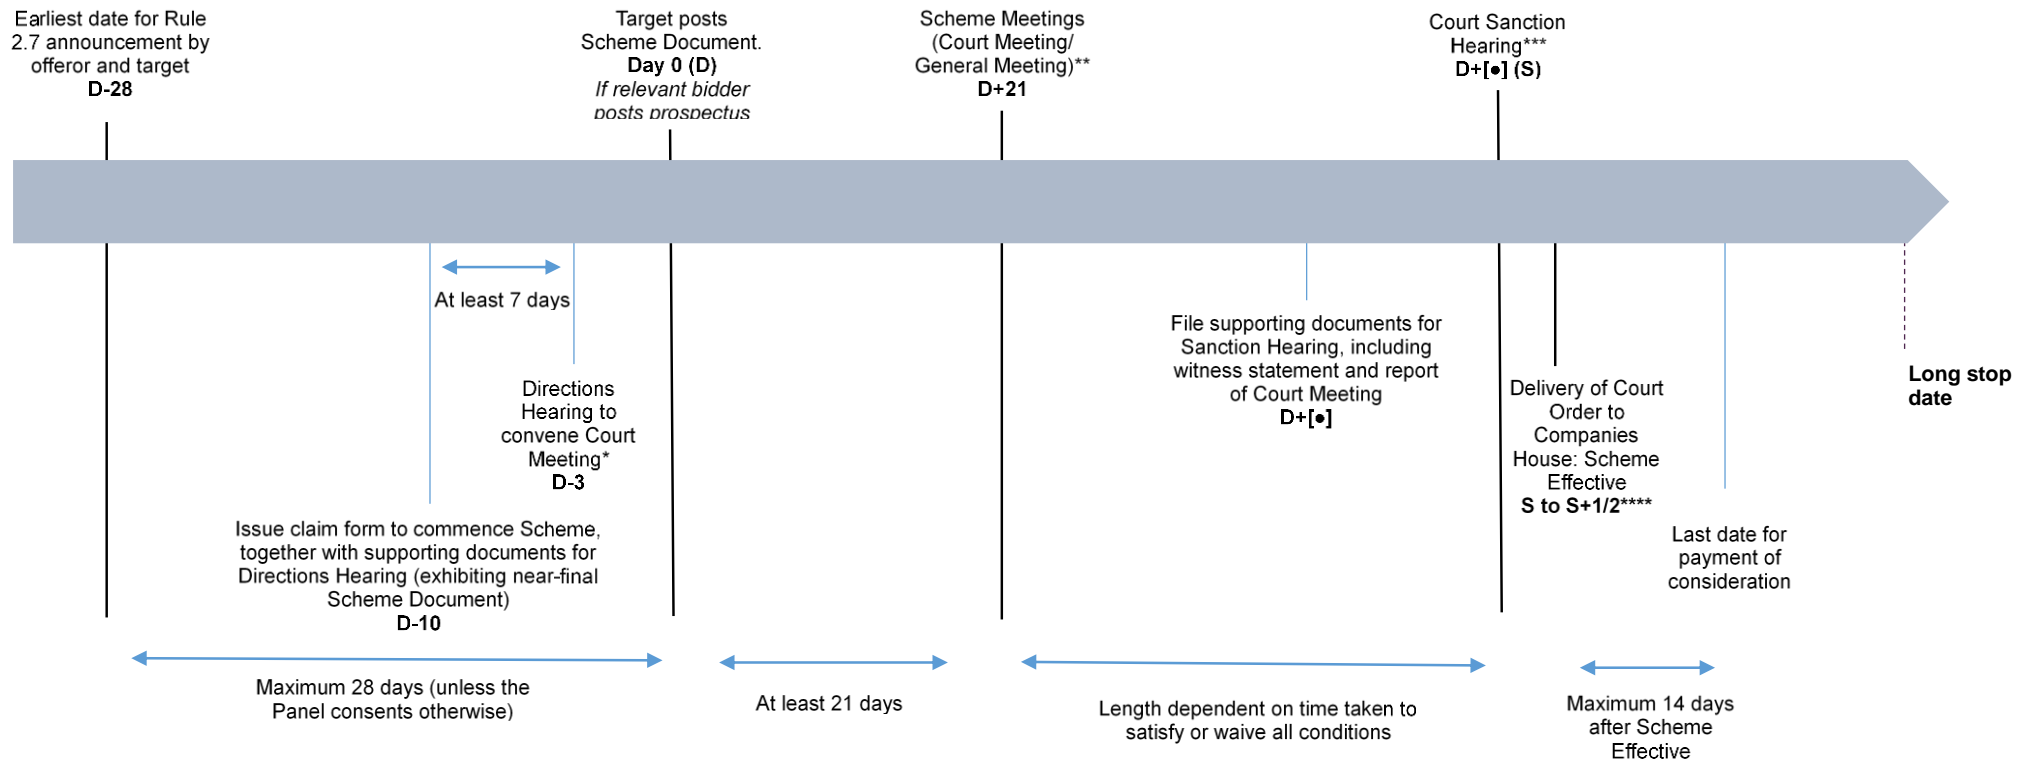 Earliest date for Rule
2.7 announcement by
offeror and target
D-28
Target posts
Scheme Document.
Day 0 (D)
If relevant bidder
posts prospectus
Scheme Meetings
(Court Meeting/
General Meeting)**
D+21
Court Sanction
Hearing***
D+[●] (S)
At least 7 days
Directions
Hearing to
convene Court
Meeting*
D-3
Issue claim form to commence Scheme,
together with supporting documents for
Directions Hearing (exhibiting near-final
Scheme Document)
D-10
File supporting documents for
Sanction Hearing, including
witness statement and report
of Court Meeting
D+[●]
Delivery of Court
Order to
Companies
House: Scheme
Effective
S to S+1/2****
Last date for
payment of
consideration
Long stop
date
Maximum 28 days (unless the
Panel consents otherwise)
At least 21 days
Length dependent on time taken to
satisfy or waive all conditions
Maximum 14 days
after Scheme
Effective